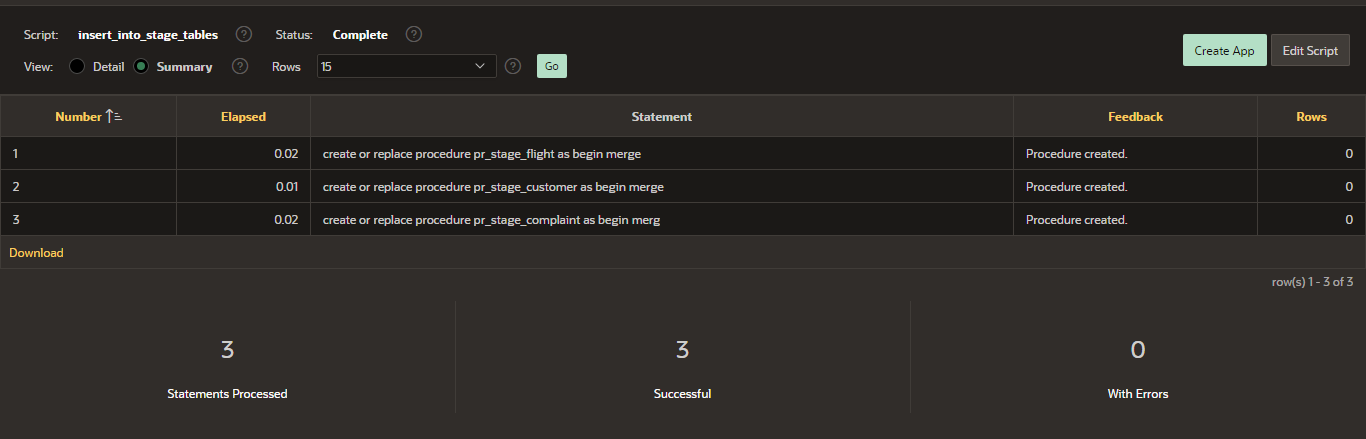 Script: insert_into_stage_tables ? Status: Complete ?
Create App Edit Script
View: Detail Summary ? Rows 15 ? Go
Number Elapsed Statement Feedback Rows
1 0.02 create or replace procedure pr_stage_flight as begin merge Procedure created. 0
2 0.01 create or replace procedure pr_stage_customer as begin merge Procedure created. 0
3 0.02 create or replace procedure pr_stage_complaint as begin merg Procedure created. 0
Download
row(s) 1 - 3 of 3
3 3 0
Statements Processed Successful With Errors